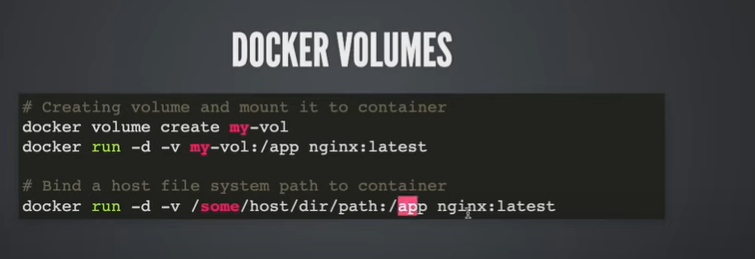 DOCKER VOLUMES
# Creating volume and mount it to container
docker volume create my-vol
docker run -d -v my-vol:/app nginx:latest
# Bind a host file system path to container
docker run -d -v /some/host/dir/path:/app nginx:latest